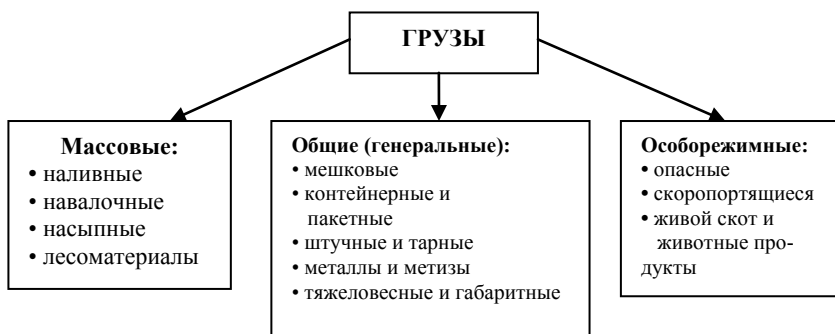 ГРУЗЫ
Массовые:
• наливные
• навалочные
• насыпные
• лесоматериалы
Общие (генеральные):
• мешковые
• контейнерные и
пакетные
• штучные и тарные
• металлы и метизы
• тяжеловесные и габаритные
Особорежимные:
• опасные
• скоропортящиеся
• живой скот и
животные про-
дукты